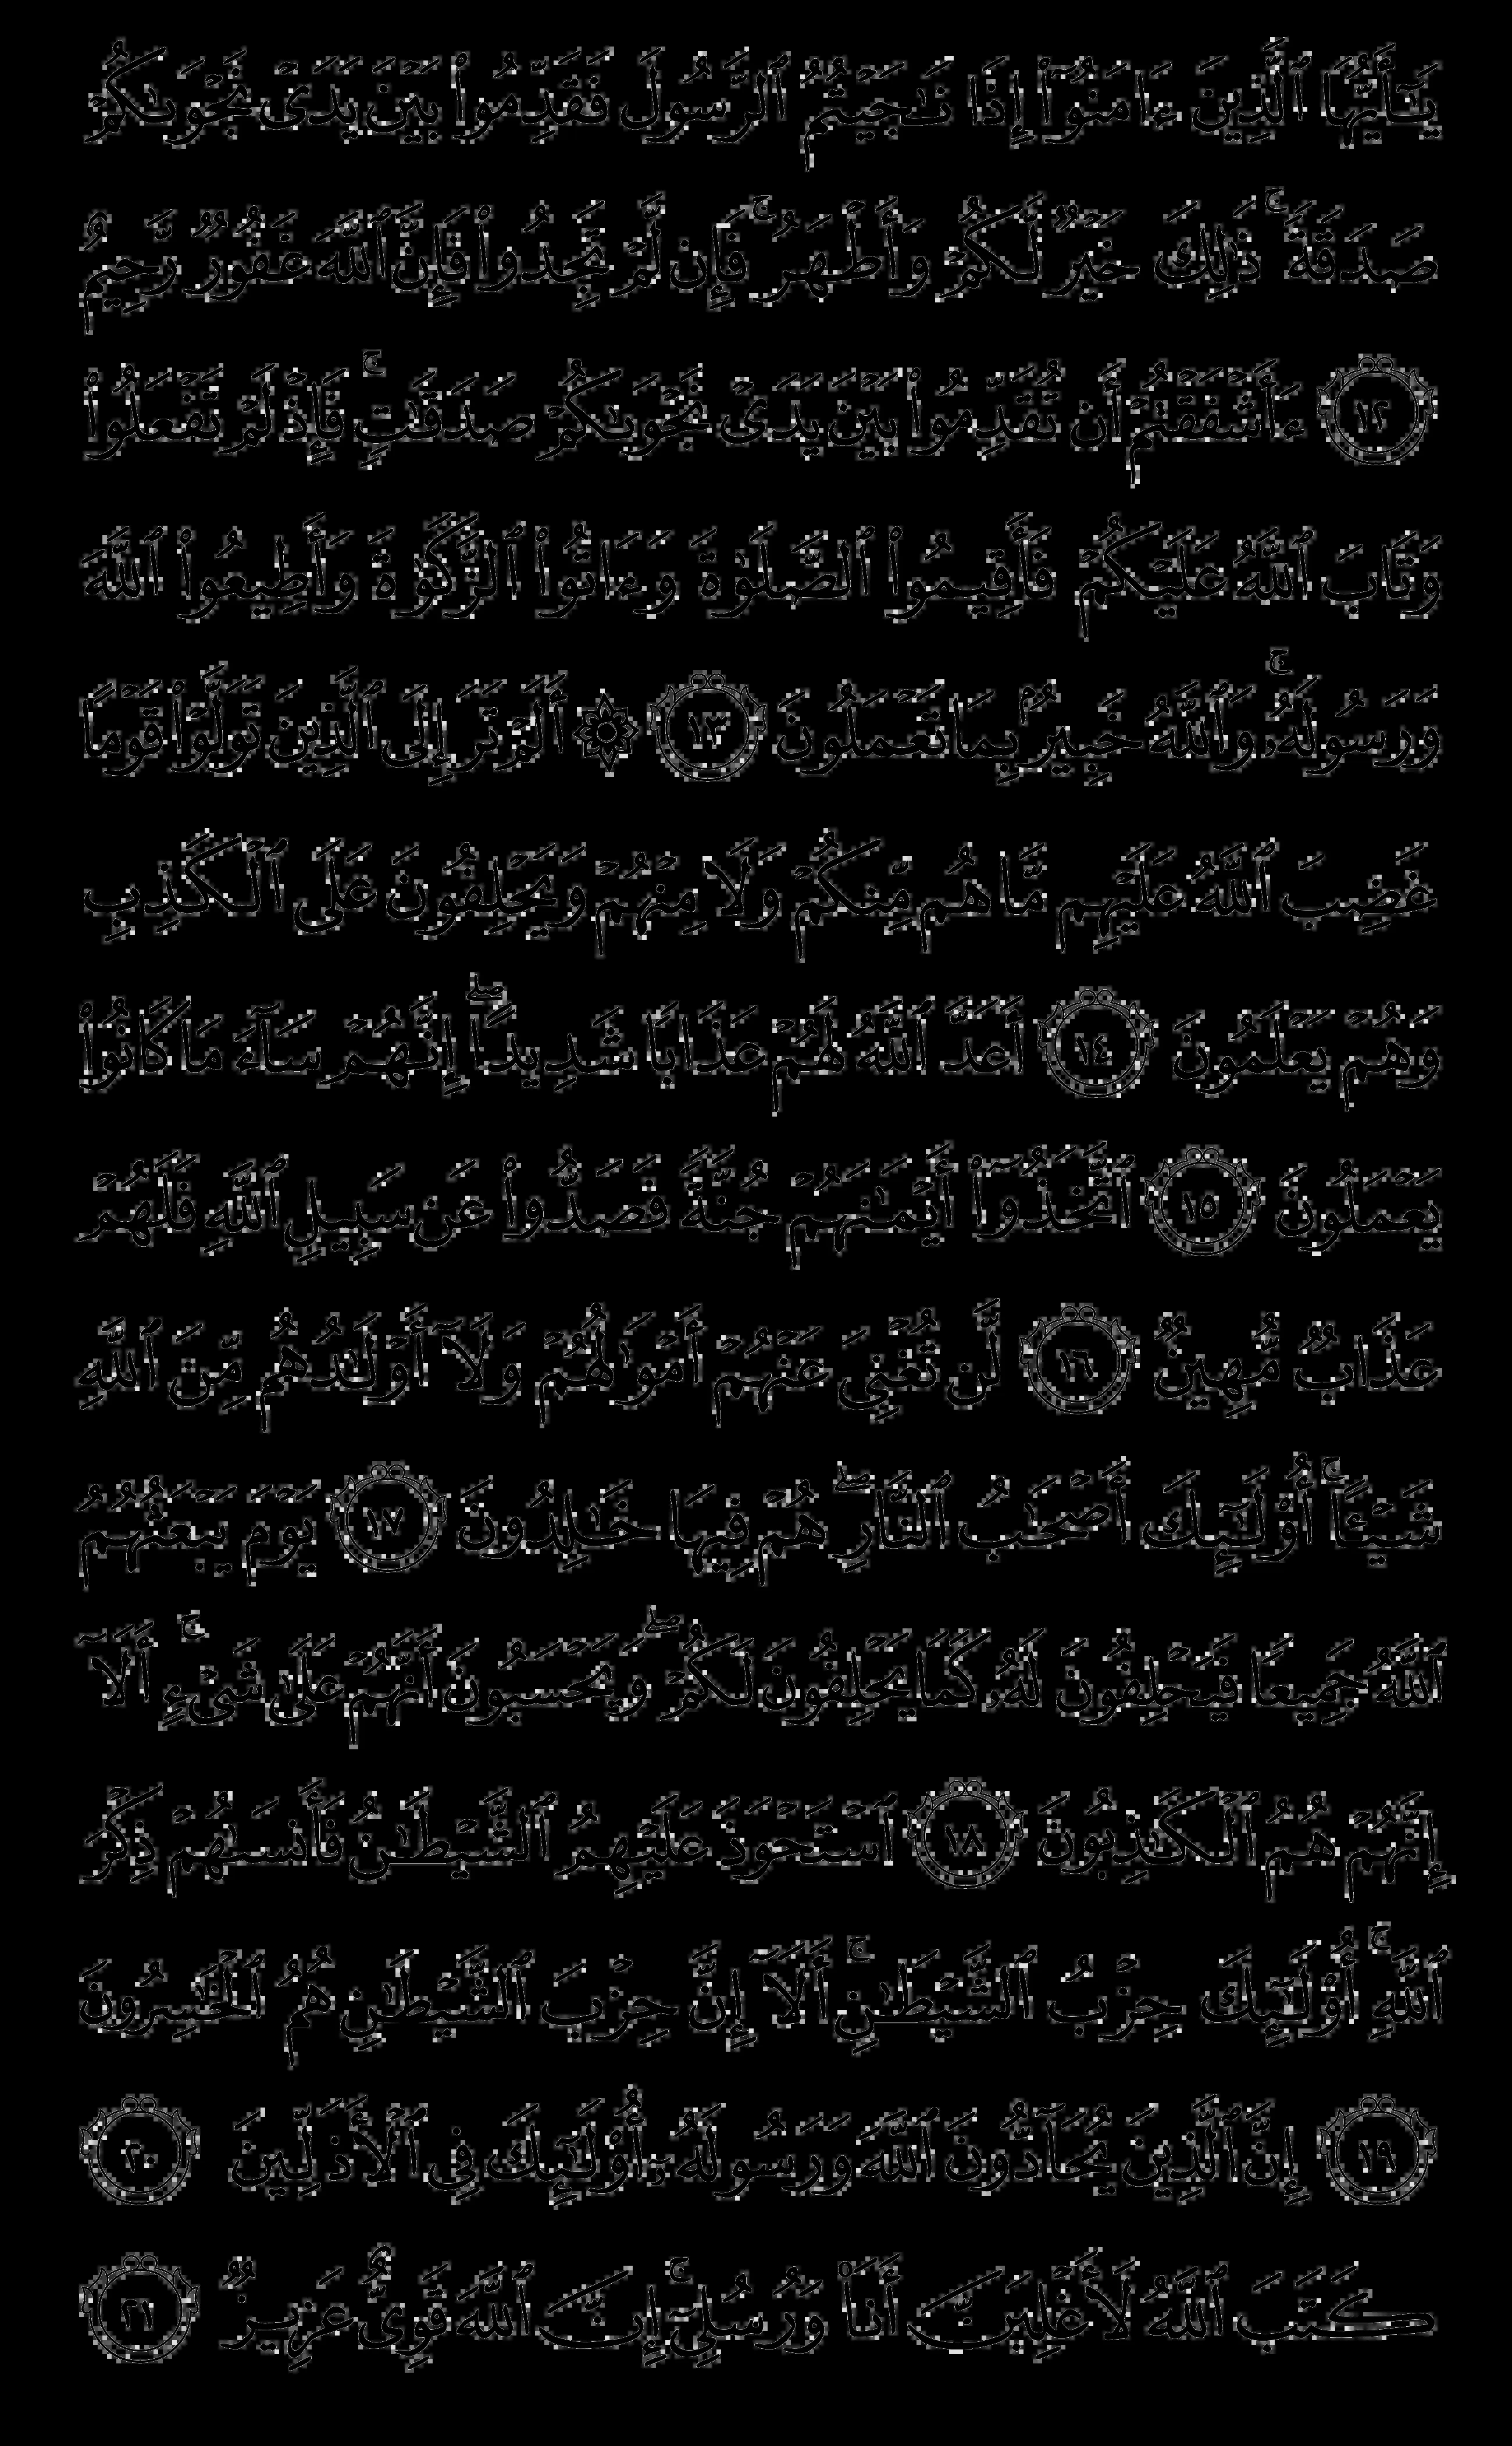 يَٰٓأَيُّهَا ٱلَّذِينَ ءَامَنُوٓا۟ إِذَا نَٰجَيْتُمُ ٱلرَّسُولَ فَقَدِّمُوا۟ بَيْنَ يَدَىْ نَجْوَىٰكُمْ
صَدَقَةً ۚ ذَٰلِكَ خَيْرٌ لَّكُمْ وَأَطْهَرُ ۚ فَإِن لَّمْ تَجِدُوا۟ فَإِنَّ ٱللَّهَ غَفُورٌ رَّحِيمٌ
١٢ ءَأَشْفَقْتُمْ أَن تُقَدِّمُوا۟ بَيْنَ يَدَىْ نَجْوَىٰكُمْ صَدَقَٰتٍ ۚ فَإِذْ لَمْ تَفْعَلُوا۟
وَتَابَ ٱللَّهُ عَلَيْكُمْ فَأَقِيمُوا۟ ٱلصَّلَوٰةَ وَءَاتُوا۟ ٱلزَّكَوٰةَ وَأَطِيعُوا۟ ٱللَّهَ
وَرَسُولَهُۥ ۚ وَٱللَّهُ خَبِيرٌۢ بِمَا تَعْمَلُونَ ١٣ ۞ أَلَمْ تَرَ إِلَى ٱلَّذِينَ تَوَلَّوْا۟ قَوْمًا
غَضِبَ ٱللَّهُ عَلَيْهِم مَّا هُم مِّنكُمْ وَلَا مِنْهُمْ وَيَحْلِفُونَ عَلَى ٱلْكَذِبِ
وَهُمْ يَعْلَمُونَ ١٤ أَعَدَّ ٱللَّهُ لَهُمْ عَذَابًا شَدِيدًا ۖ إِنَّهُمْ سَآءَ مَا كَانُوا۟
يَعْمَلُونَ ١٥ ٱتَّخَذُوٓا۟ أَيْمَٰنَهُمْ جُنَّةً فَصَدُّوا۟ عَن سَبِيلِ ٱللَّهِ فَلَهُمْ
عَذَابٌ مُّهِينٌ ١٦ لَّن تُغْنِىَ عَنْهُمْ أَمْوَٰلُهُمْ وَلَآ أَوْلَٰدُهُم مِّنَ ٱللَّهِ
شَيْـًٔا ۚ أُو۟لَٰٓئِكَ أَصْحَٰبُ ٱلنَّارِ ۖ هُمْ فِيهَا خَٰلِدُونَ ١٧ يَوْمَ يَبْعَثُهُمُ
ٱللَّهُ جَمِيعًا فَيَحْلِفُونَ لَهُۥ كَمَا يَحْلِفُونَ لَكُمْ ۖ وَيَحْسَبُونَ أَنَّهُمْ عَلَىٰ شَىْءٍ ۚ أَلَآ
إِنَّهُمْ هُمُ ٱلْكَٰذِبُونَ ١٨ ٱسْتَحْوَذَ عَلَيْهِمُ ٱلشَّيْطَٰنُ فَأَنسَىٰهُمْ ذِكْرَ
ٱللَّهِ ۚ أُو۟لَٰٓئِكَ حِزْبُ ٱلشَّيْطَٰنِ ۚ أَلَآ إِنَّ حِزْبَ ٱلشَّيْطَٰنِ هُمُ ٱلْخَٰسِرُونَ
١٩ إِنَّ ٱلَّذِينَ يُحَآدُّونَ ٱللَّهَ وَرَسُولَهُۥٓ أُو۟لَٰٓئِكَ فِى ٱلْأَذَلِّينَ ٢٠
كَتَبَ ٱللَّهُ لَأَغْلِبَنَّ أَنَا۠ وَرُسُلِىٓ ۚ إِنَّ ٱللَّهَ قَوِىٌّ عَزِيزٌ ٢١